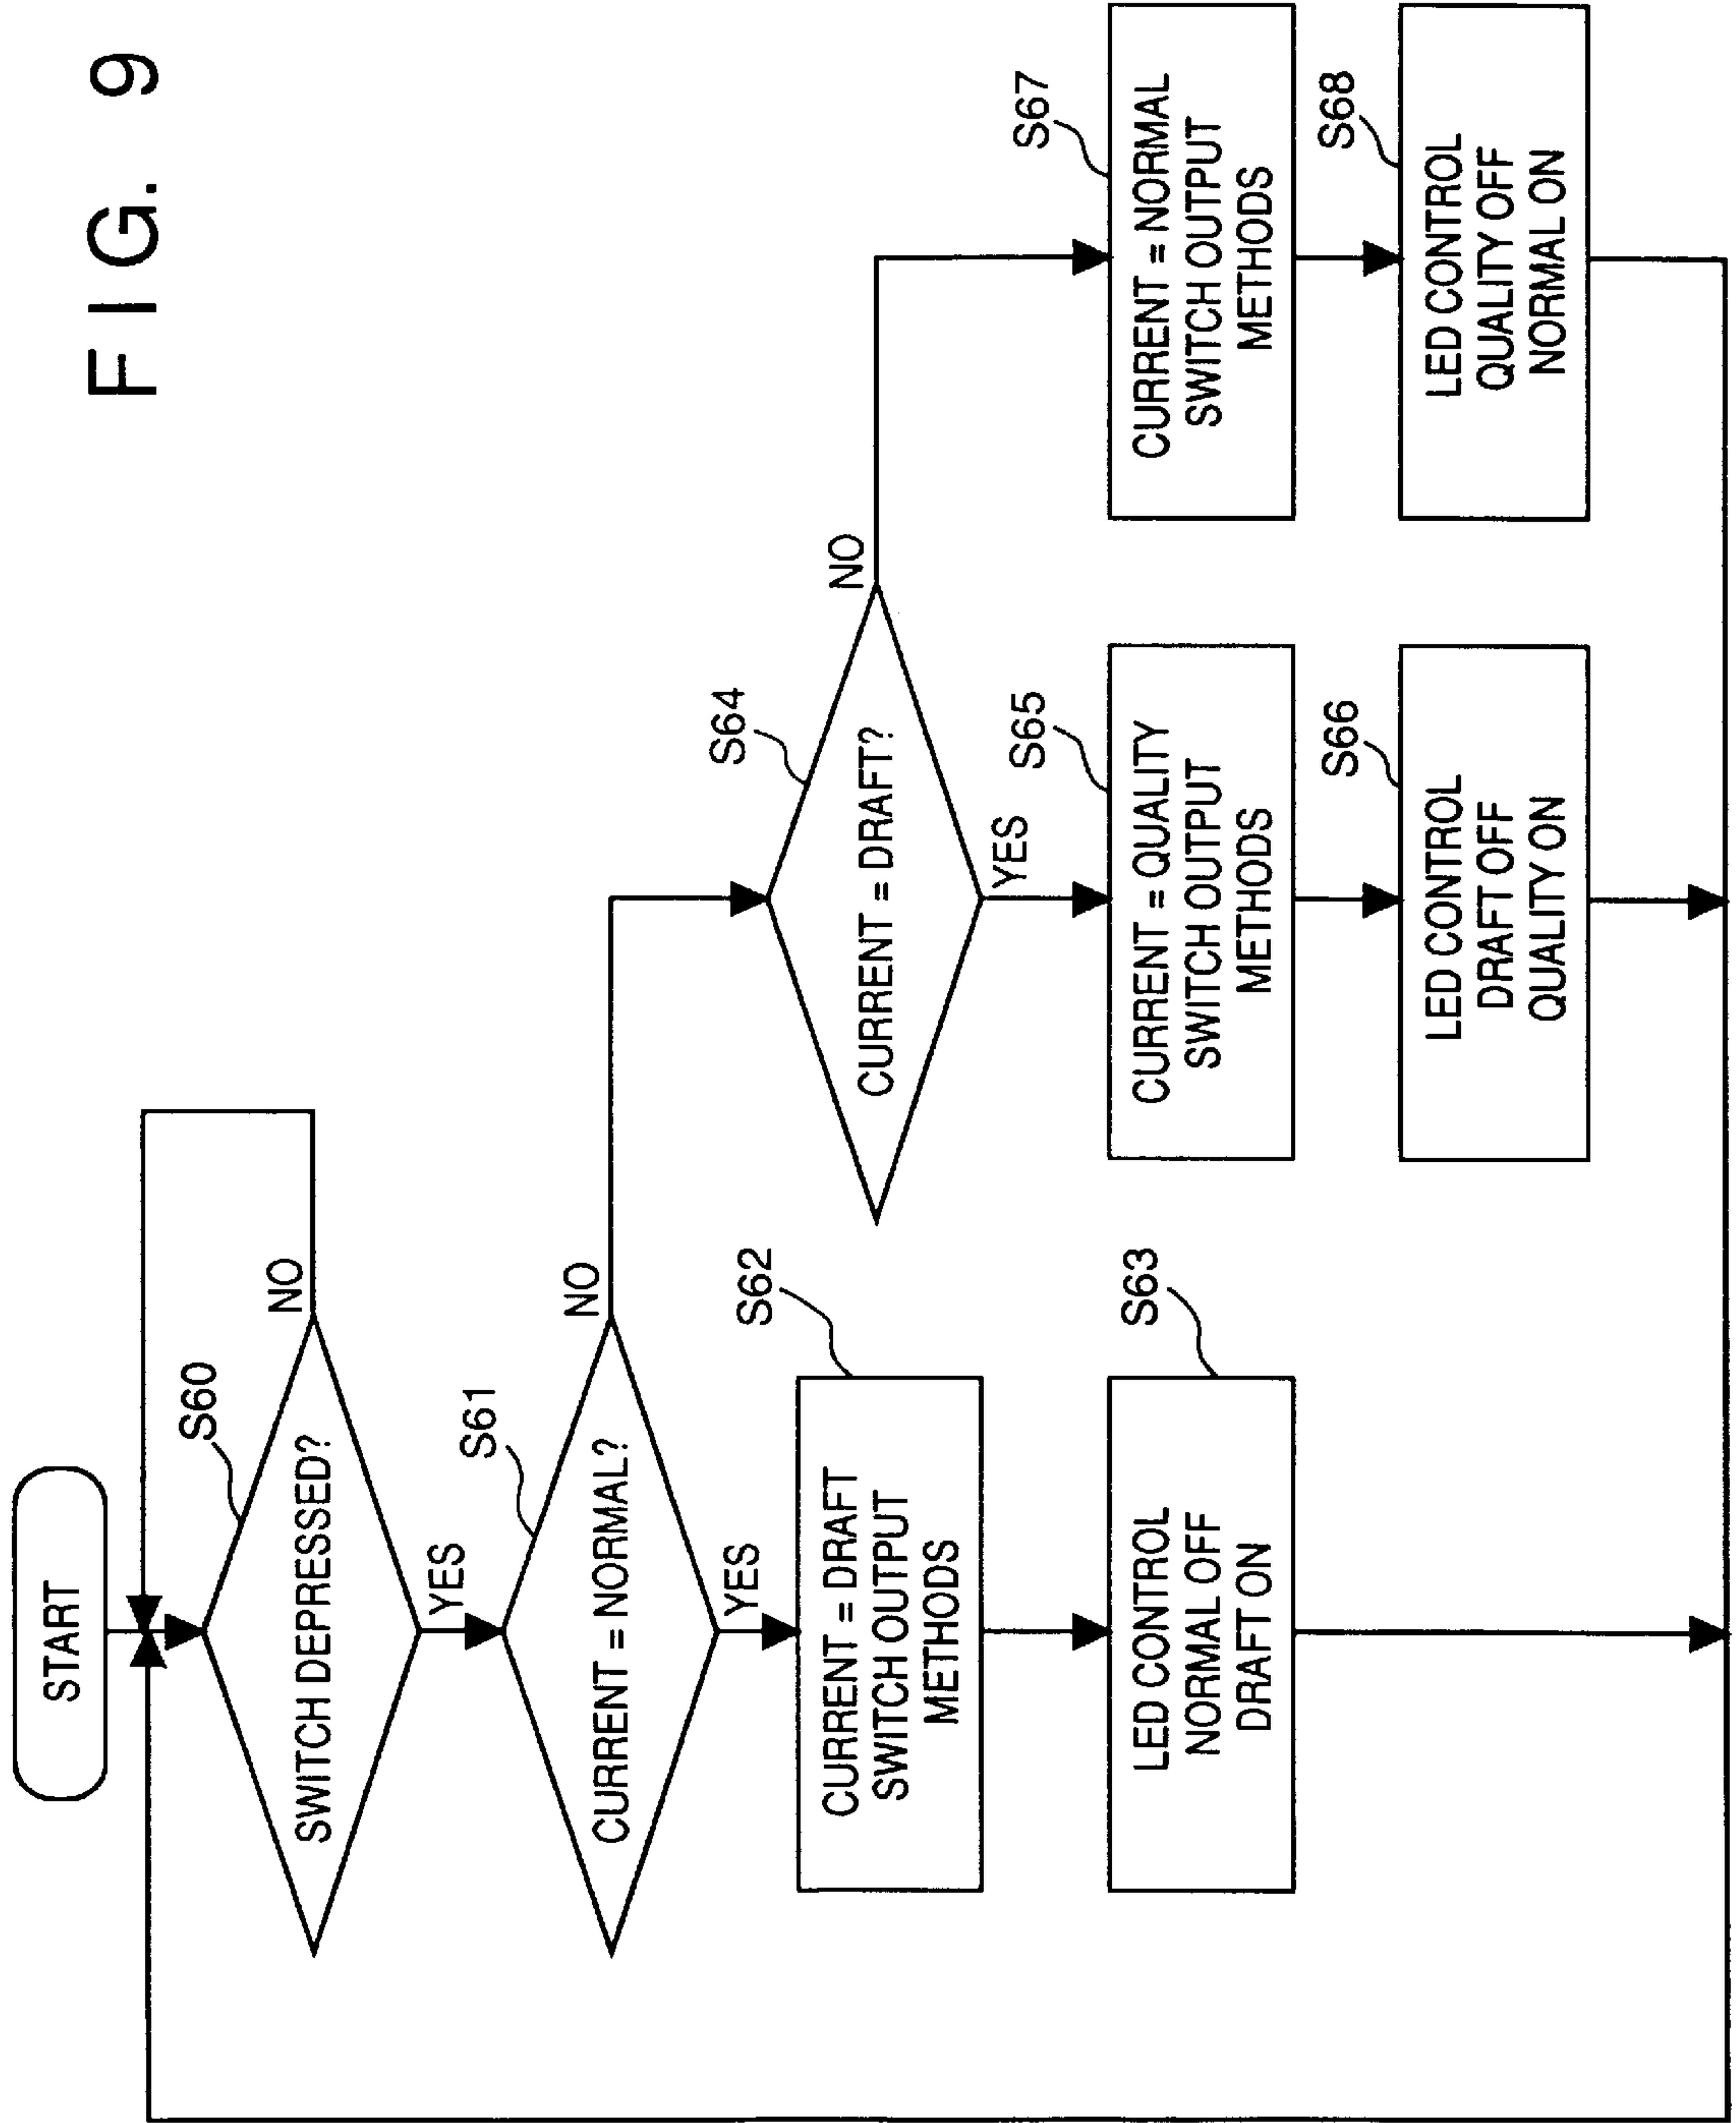 FIG. 9
START
S60
SWITCH DEPRESSED?
NO
YES
S61
CURRENT = NORMAL?
NO
YES
S62
CURRENT = DRAFT
SWITCH OUTPUT
METHODS
S63
LED CONTROL
NORMAL OFF
DRAFT ON
S64
CURRENT = DRAFT?
NO
YES
S65
CURRENT = QUALITY
SWITCH OUTPUT
METHODS
S66
LED CONTROL
DRAFT OFF
QUALITY ON
S67
CURRENT = NORMAL
SWITCH OUTPUT
METHODS
S68
LED CONTROL
QUALITY OFF
NORMAL ON